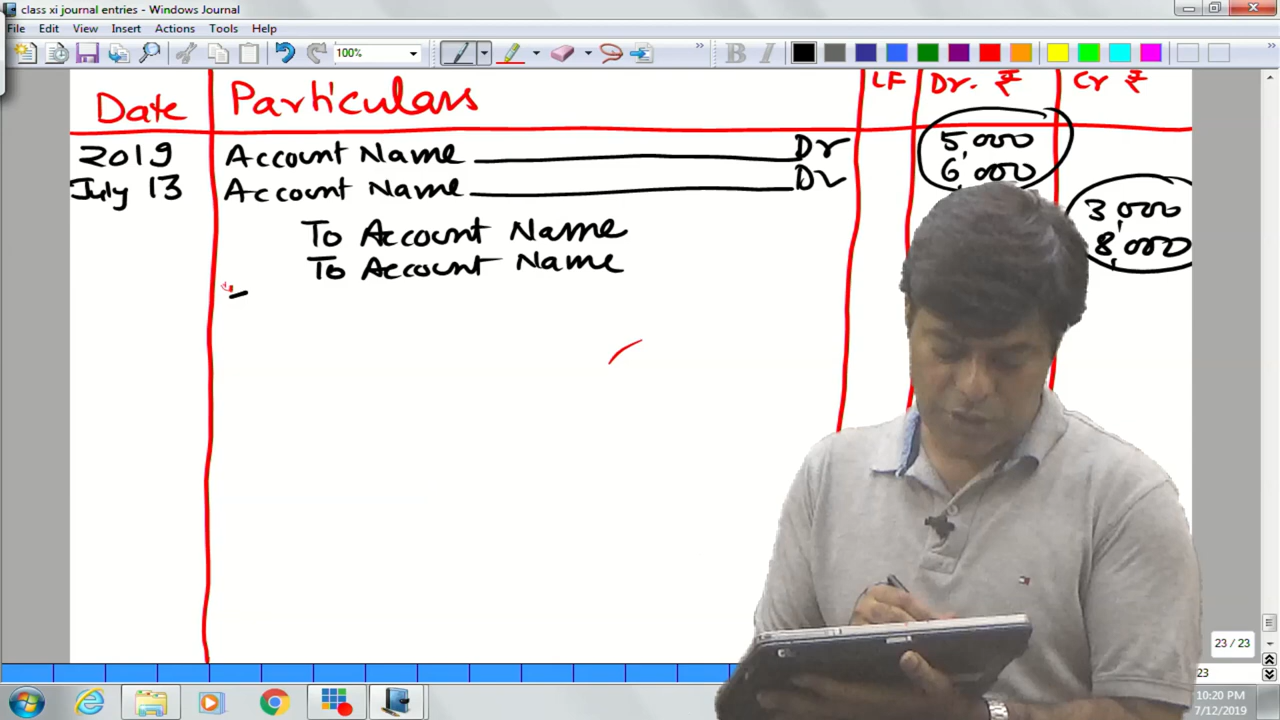 class xi journal entries - Windows Journal
File Edit View Insert Actions Tools Help
100%
B I
Date Particulars LF Dr. ₹ Cr ₹
2019 Account Name Dr 5,000
July 13 Account Name Dr 6,000
To Account Name 3,000
To Account Name 8,000
23 / 23
23
10:20 PM
7/12/2019